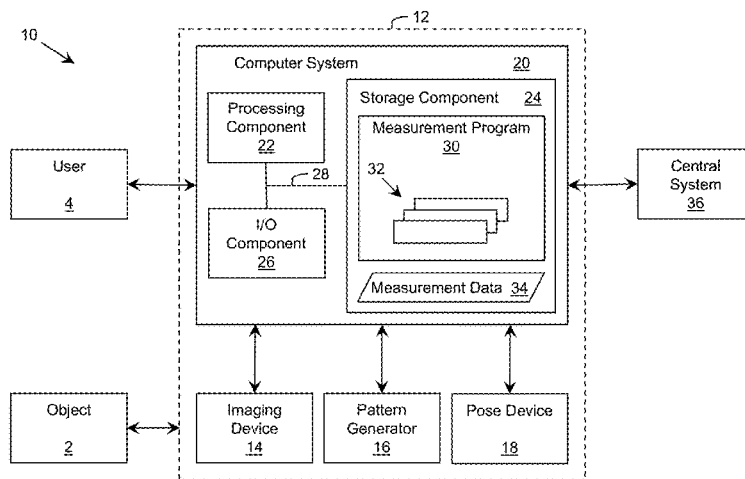 10
12
Computer System 20
Processing
Component
22
28
I/O
Component
26
Storage Component 24
Measurement Program
30
32
Measurement Data 34
User
4
Central
System
36
Object
2
Imaging
Device
14
Pattern
Generator
16
Pose Device
18